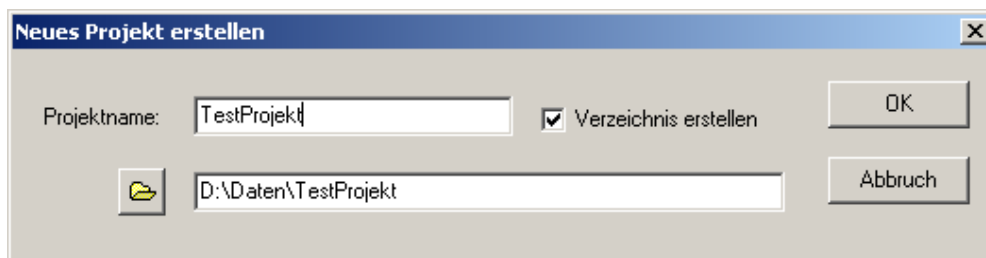 Neues Projekt erstellen
Projektname: TestProjekt Verzeichnis erstellen OK
D:\Daten\TestProjekt Abbruch